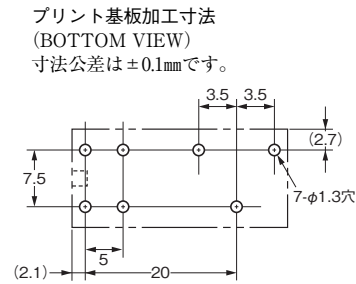 プリント基板加工寸法
(BOTTOM VIEW)
寸法公差は±0.1㎜です。
3.5 3.5
(2.7)
7.5
7-φ1.3穴
5
(2.1) 20